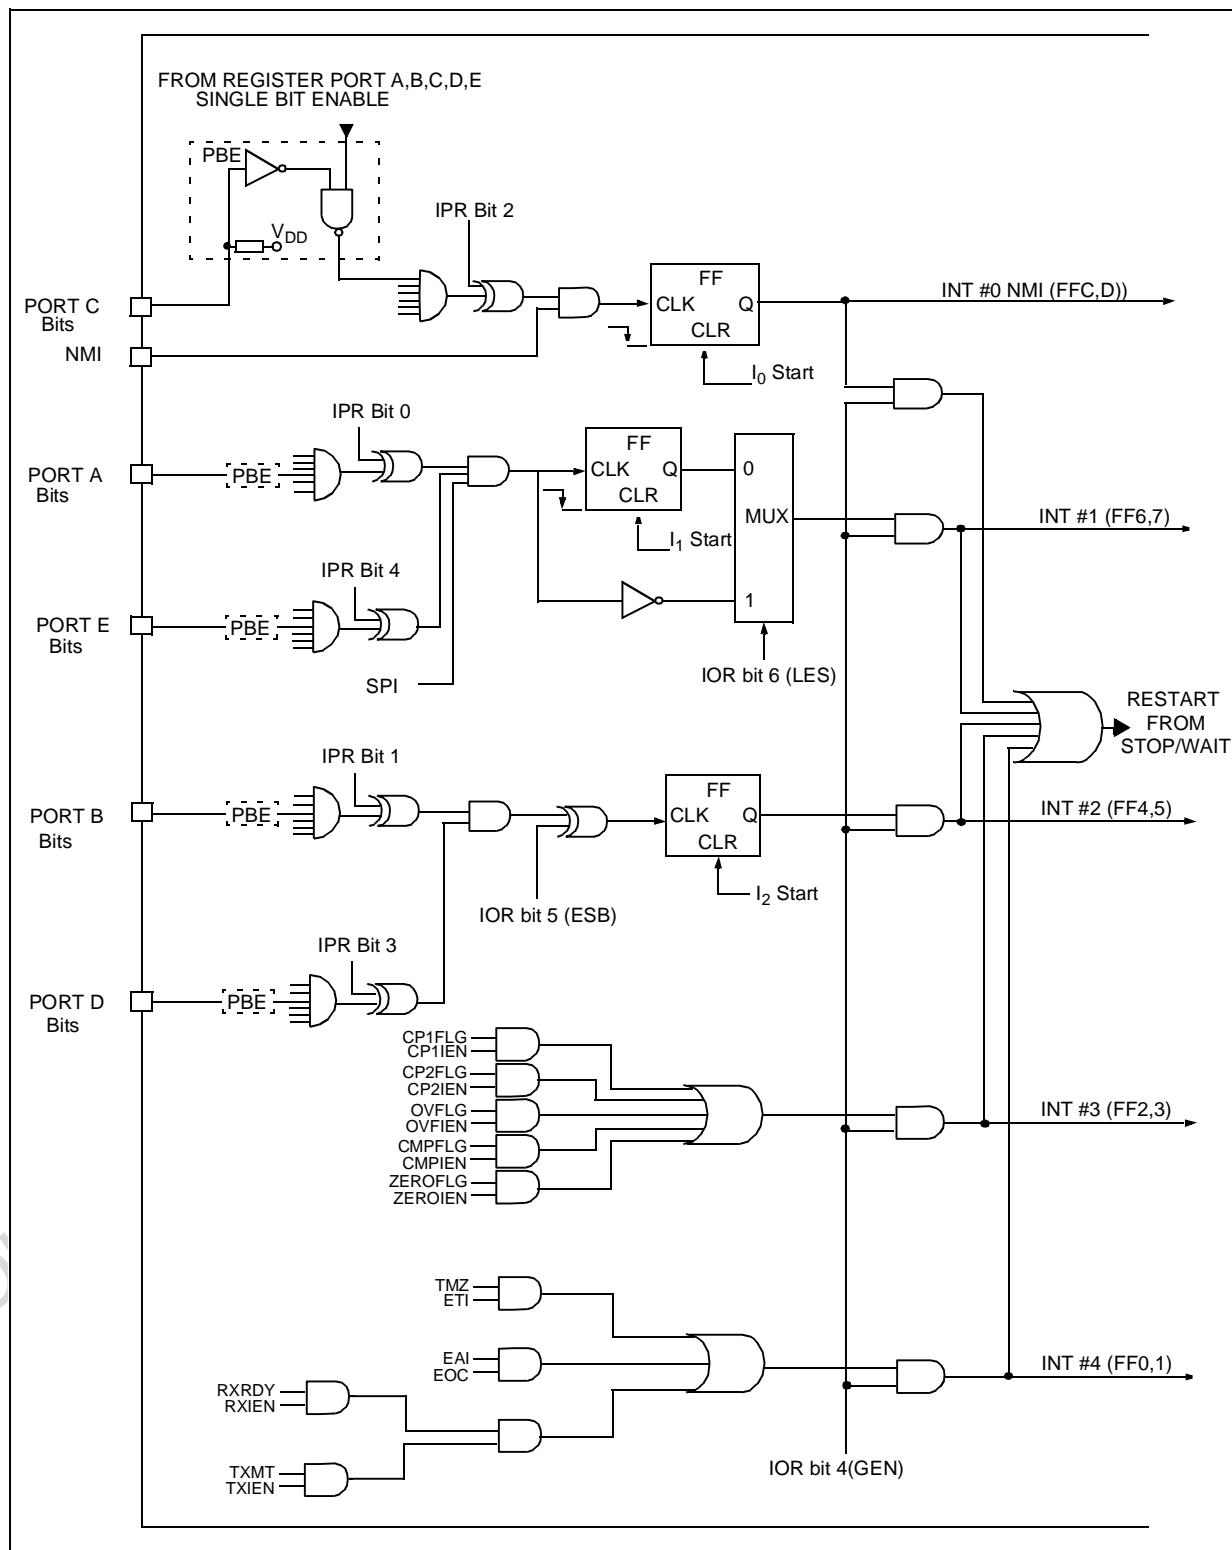 FROM REGISTER PORT A,B,C,D,E
SINGLE BIT ENABLE
PBE
VDD
IPR Bit 2
FF
CLK
Q
CLR
INT #0 NMI (FFC,D))
PORT C
Bits
NMI
I0 Start
IPR Bit 0
PORT A
Bits
PBE
FF
CLK
Q
CLR
0
MUX
1
INT #1 (FF6,7)
I1 Start
IPR Bit 4
PORT E
Bits
PBE
SPI
IOR bit 6 (LES)
RESTART
FROM
STOP/WAIT
IPR Bit 1
PORT B
Bits
PBE
FF
CLK
Q
CLR
INT #2 (FF4,5)
I2 Start
IOR bit 5 (ESB)
IPR Bit 3
PORT D
Bits
PBE
CP1FLG
CP1IEN
CP2FLG
CP2IEN
OVFLG
OVFIEN
CMPFLG
CMPIEN
ZEROFLG
ZEROIEN
INT #3 (FF2,3)
TMZ
ETI
EAI
EOC
RXRDY
RXIEN
TXMT
TXIEN
INT #4 (FF0,1)
IOR bit 4(GEN)